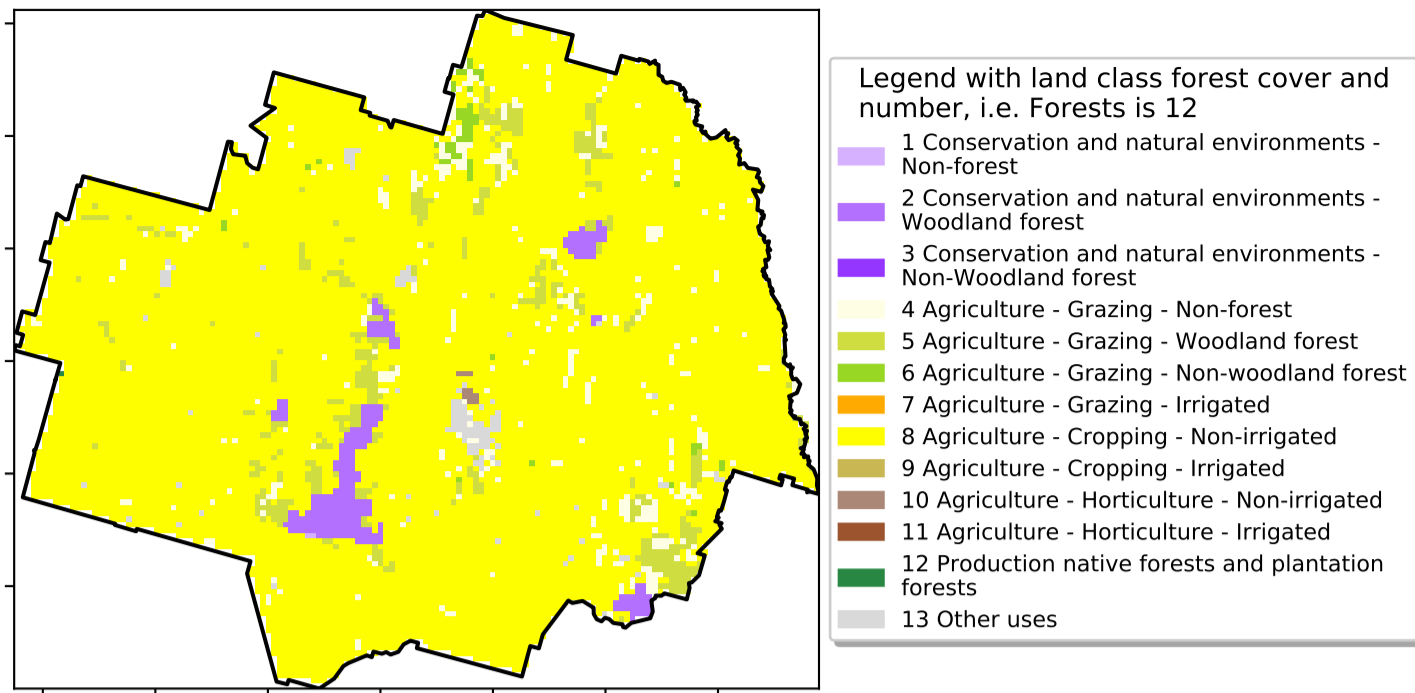 Legend with land class forest cover and
number, i.e. Forests is 12
1 Conservation and natural environments -
Non-forest
2 Conservation and natural environments -
Woodland forest
3 Conservation and natural environments -
Non-Woodland forest
4 Agriculture - Grazing - Non-forest
5 Agriculture - Grazing - Woodland forest
6 Agriculture - Grazing - Non-woodland forest
7 Agriculture - Grazing - Irrigated
8 Agriculture - Cropping - Non-irrigated
9 Agriculture - Cropping - Irrigated
10 Agriculture - Horticulture - Non-irrigated
11 Agriculture - Horticulture - Irrigated
12 Production native forests and plantation
forests
13 Other uses